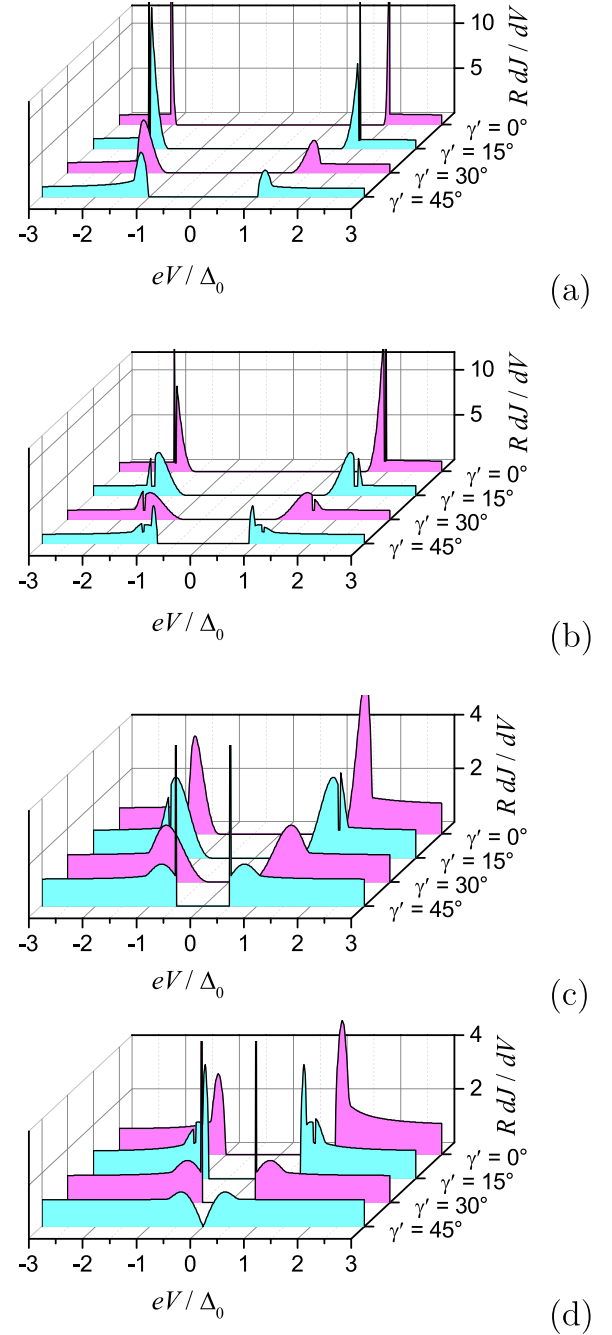 10
5
R dJ / dV
γ′ = 0°
γ′ = 15°
γ′ = 30°
γ′ = 45°
-3 -2 -1 0 1 2 3
eV / Δ₀
(a)
10
5
R dJ / dV
γ′ = 0°
γ′ = 15°
γ′ = 30°
γ′ = 45°
-3 -2 -1 0 1 2 3
eV / Δ₀
(b)
4
2
R dJ / dV
γ′ = 0°
γ′ = 15°
γ′ = 30°
γ′ = 45°
-3 -2 -1 0 1 2 3
eV / Δ₀
(c)
4
2
R dJ / dV
γ′ = 0°
γ′ = 15°
γ′ = 30°
γ′ = 45°
-3 -2 -1 0 1 2 3
eV / Δ₀
(d)